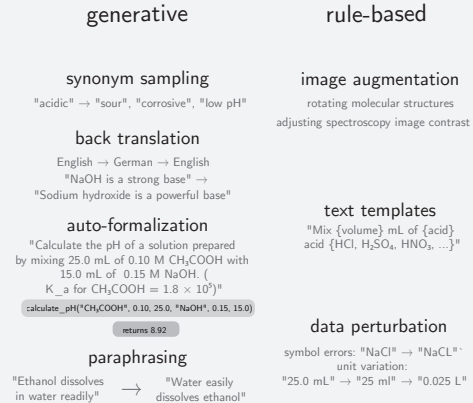 generative
synonym sampling
"acidic" → "sour", "corrosive", "low pH"
back translation
English → German → English
"NaOH is a strong base" →
"Sodium hydroxide is a powerful base"
auto-formalization
"Calculate the pH of a solution prepared
by mixing 25.0 mL of 0.10 M CH₃COOH with
15.0 mL of 0.15 M NaOH. (
K_a for CH₃COOH = 1.8 × 10⁵)"
calculate_pH("CH₃COOH", 0.10, 25.0, "NaOH", 0.15, 15.0)
returns 8.92
paraphrasing
"Ethanol dissolves
in water readily"
→
"Water easily
dissolves ethanol"
rule-based
image augmentation
rotating molecular structures
adjusting spectroscopy image contrast
text templates
"Mix {volume} mL of {acid}
acid {HCl, H₂SO₄, HNO₃, ...}"
data perturbation
symbol errors: "NaCl" → "NaCL"`
unit variation:
"25.0 mL" → "25 ml" → "0.025 L"